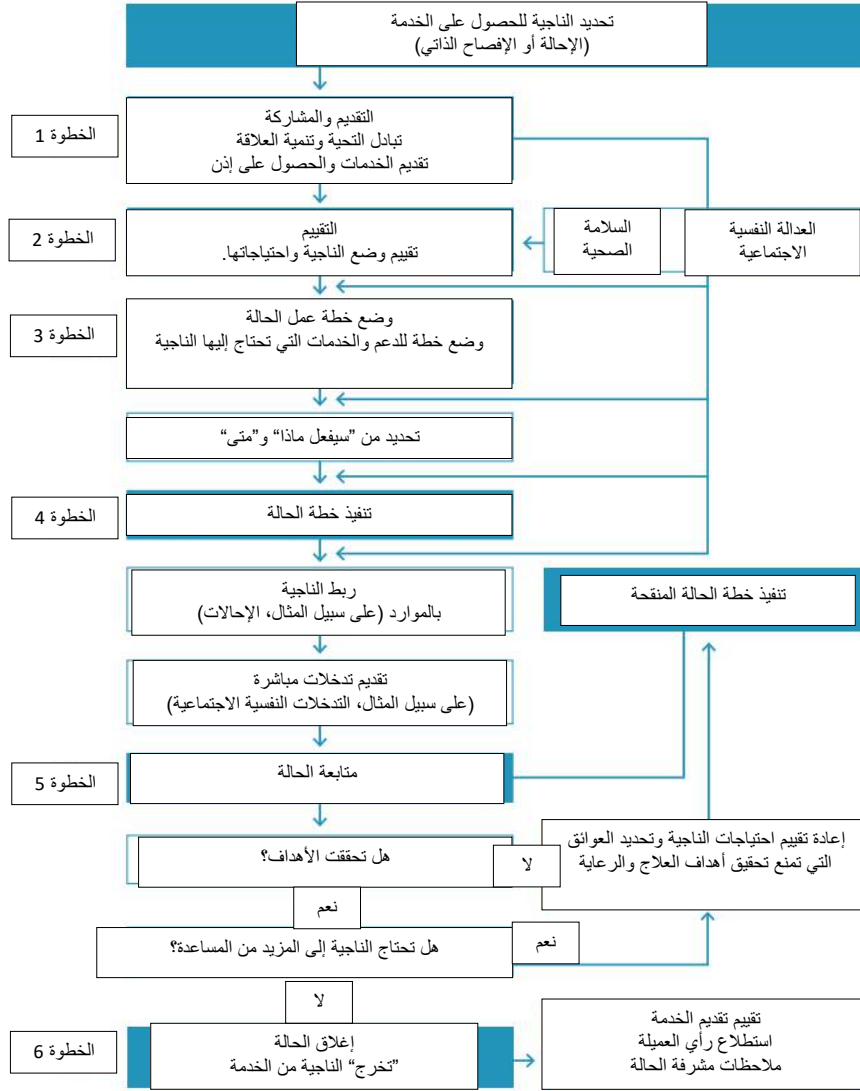 تحديد الناجية للحصول على الخدمة
(الإحالة أو الإفصاح الذاتي)
الخطوة 1
التقديم والمشاركة
تبادل التحية وتنمية العلاقة
تقديم الخدمات والحصول على إذن
الخطوة 2
التقييم
تقييم وضع الناجية واحتياجاتها.
السلامة
الصحية
العدالة النفسية
الاجتماعية
الخطوة 3
وضع خطة عمل الحالة
وضع خطة للدعم والخدمات التي تحتاج إليها الناجية
تحديد من "سيفعل ماذا" و"متى"
الخطوة 4
تنفيذ خطة الحالة
ربط الناجية
بالموارد (على سبيل المثال، الإحالات)
تنفيذ خطة الحالة المنقحة
تقديم تدخلات مباشرة
(على سبيل المثال، التدخلات النفسية الاجتماعية)
الخطوة 5
متابعة الحالة
هل تحققت الأهداف؟
لا
إعادة تقييم احتياجات الناجية وتحديد العوائق
التي تمنع تحقيق أهداف العلاج والرعاية
نعم
هل تحتاج الناجية إلى المزيد من المساعدة؟
نعم
لا
الخطوة 6
إغلاق الحالة
"تخرج" الناجية من الخدمة
تقييم تقديم الخدمة
استطلاع رأي العميلة
ملاحظات مشرفة الحالة